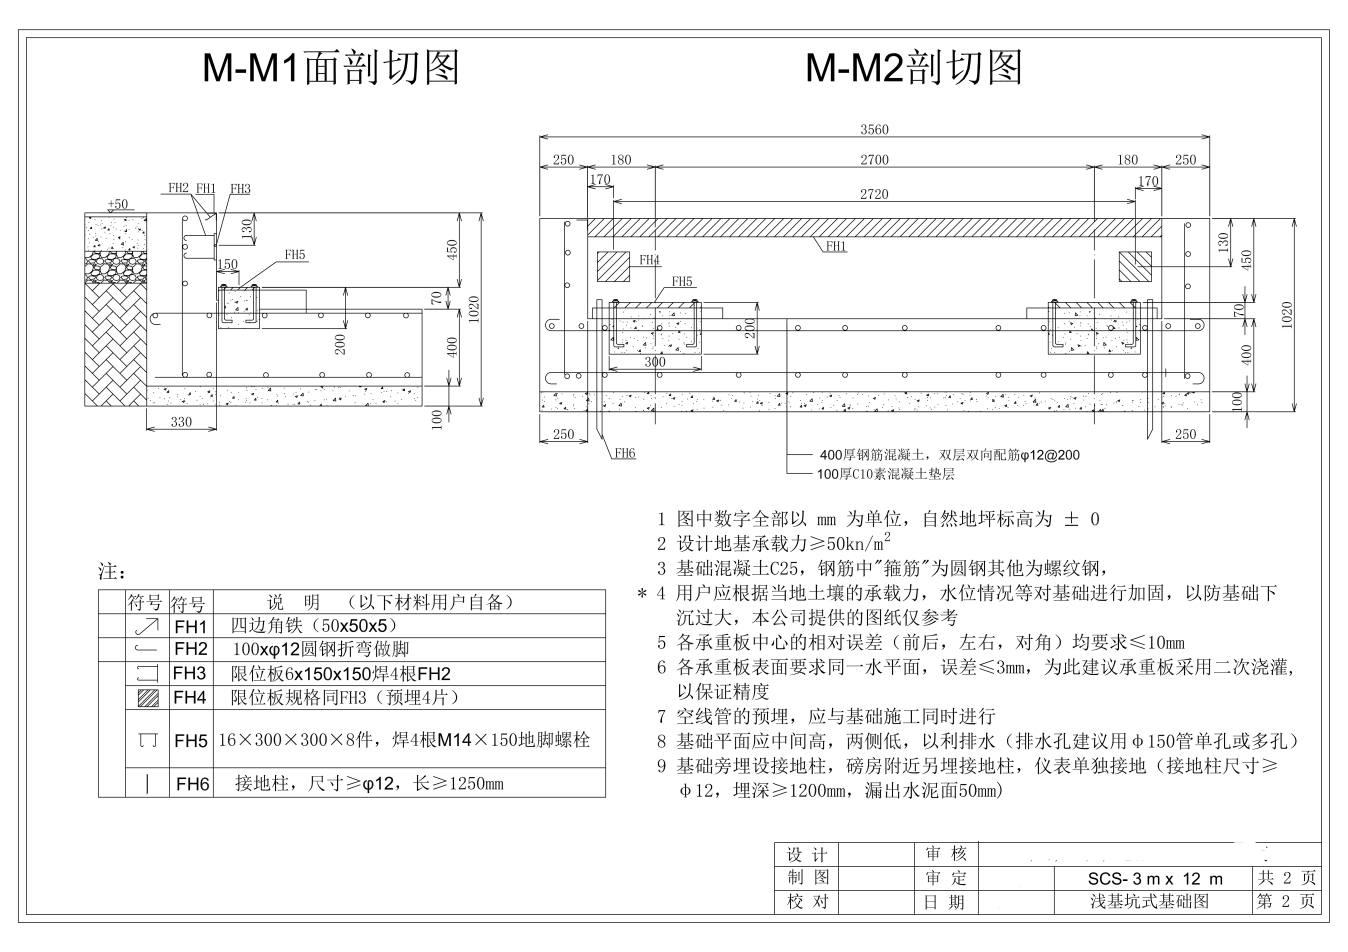 M-M1面剖切图
M-M2剖切图
+50
FH2 FH1 FH3
130
150
FH5
450
70
1020
200
400
100
330
3560
250 180 2700 180 250
170 2720 170
FH1
FH4
FH5
130
450
70
1020
200
300
400
100
250
250
FH6
400厚钢筋混凝土，双层双向配筋φ12@200
100厚C10素混凝土垫层
1 图中数字全部以 mm 为单位，自然地坪标高为 ± 0
2 设计地基承载力≥50kn/m²
3 基础混凝土C25，钢筋中"箍筋"为圆钢其他为螺纹钢，
* 4 用户应根据当地土壤的承载力，水位情况等对基础进行加固，以防基础下
沉过大，本公司提供的图纸仅参考
5 各承重板中心的相对误差（前后，左右，对角）均要求≤10mm
6 各承重板表面要求同一水平面，误差≤3mm，为此建议承重板采用二次浇灌，
以保证精度
7 空线管的预埋，应与基础施工同时进行
8 基础平面应中间高，两侧低，以利排水（排水孔建议用φ150管单孔或多孔）
9 基础旁埋设接地柱，磅房附近另埋接地柱，仪表单独接地（接地柱尺寸≥
φ12，埋深≥1200mm，漏出水泥面50mm)
注：
符号 符号 说 明 （以下材料用户自备）
FH1 四边角铁（50x50x5）
FH2 100xφ12圆钢折弯做脚
FH3 限位板6x150x150焊4根FH2
FH4 限位板规格同FH3（预埋4片）
FH5 16×300×300×8件，焊4根M14×150地脚螺栓
FH6 接地柱，尺寸≥φ12，长≥1250mm
设 计 审 核
制 图 审 定 SCS- 3 m x 12 m 共 2 页
校 对 日 期 浅基坑式基础图 第 2 页